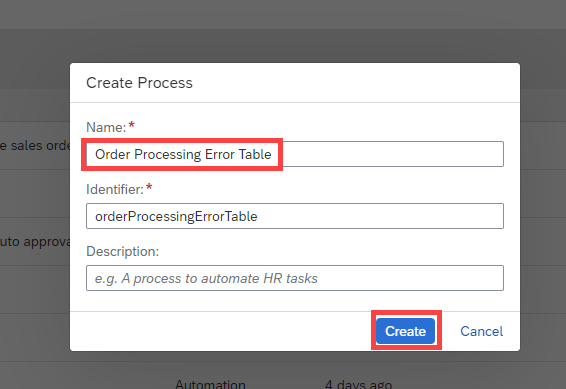 Create Process
Name:*
Order Processing Error Table
e sales orde
Identifier:*
orderProcessingErrorTable
uto approva
Description:
e.g. A process to automate HR tasks
Create Cancel
Automation 4 days ago